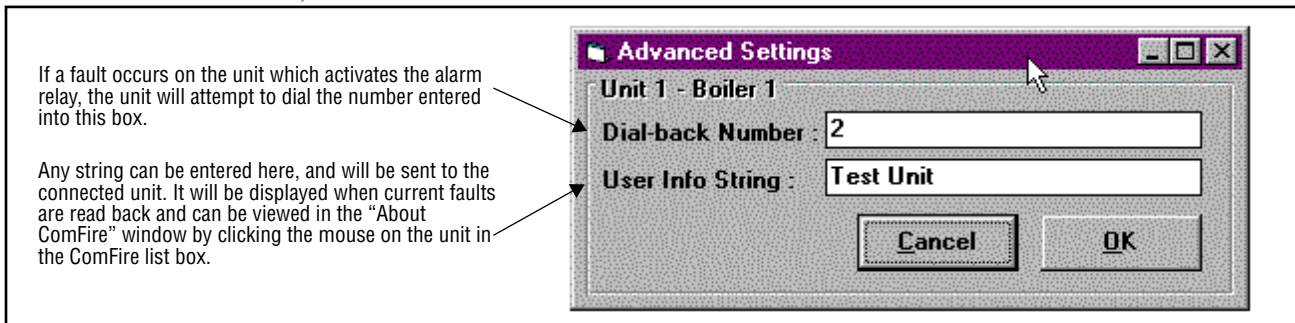 If a fault occurs on the unit which activates the alarm
relay, the unit will attempt to dial the number entered
into this box.
Any string can be entered here, and will be sent to the
connected unit. It will be displayed when current faults
are read back and can be viewed in the “About
ComFire” window by clicking the mouse on the unit in
the ComFire list box.
Advanced Settings
Unit 1 - Boiler 1
Dial-back Number : 2
User Info String : Test Unit
Cancel OK